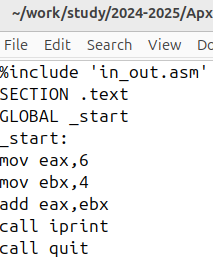 ~/work/study/2024-2025/Apx
File Edit View Search
%include 'in_out.asm'
SECTION .text
GLOBAL _start
_start:
mov eax,6
mov ebx,4
add eax,ebx
call iprint
call quit